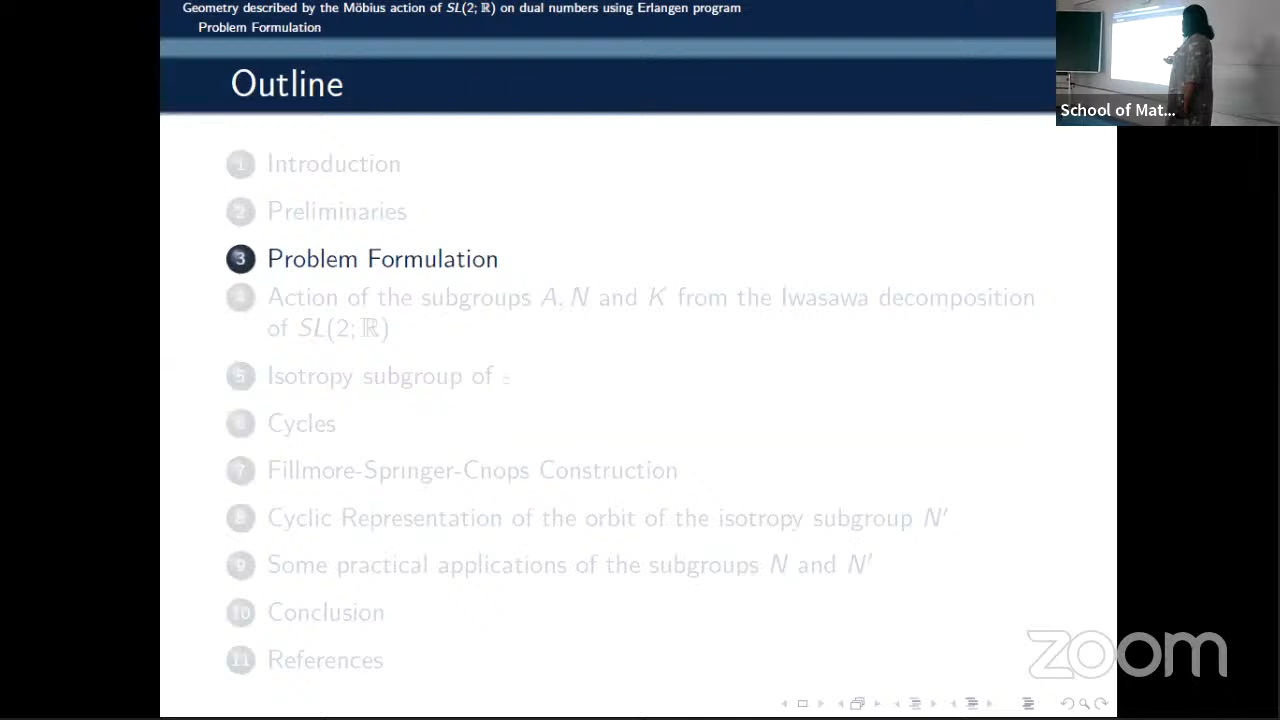 Geometry described by the Möbius action of SL(2; ℝ) on dual numbers using Erlangen program
Problem Formulation
Outline
School of Mat...
1 Introduction
2 Preliminaries
3 Problem Formulation
4 Action of the subgroups A, N and K from the Iwasawa decomposition
of SL(2; ℝ)
5 Isotropy subgroup of
6 Cycles
7 Fillmore-Springer-Cnops Construction
8 Cyclic Representation of the orbit of the isotropy subgroup N′
9 Some practical applications of the subgroups N and N′
10 Conclusion
11 References
zoom